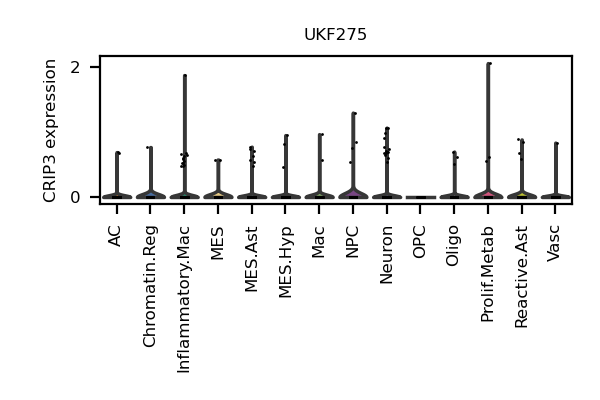 UKF275
CRIP3 expression
2
0
AC
Chromatin.Reg
Inflammatory.Mac
MES
MES.Ast
MES.Hyp
Mac
NPC
Neuron
OPC
Oligo
Prolif.Metab
Reactive.Ast
Vasc